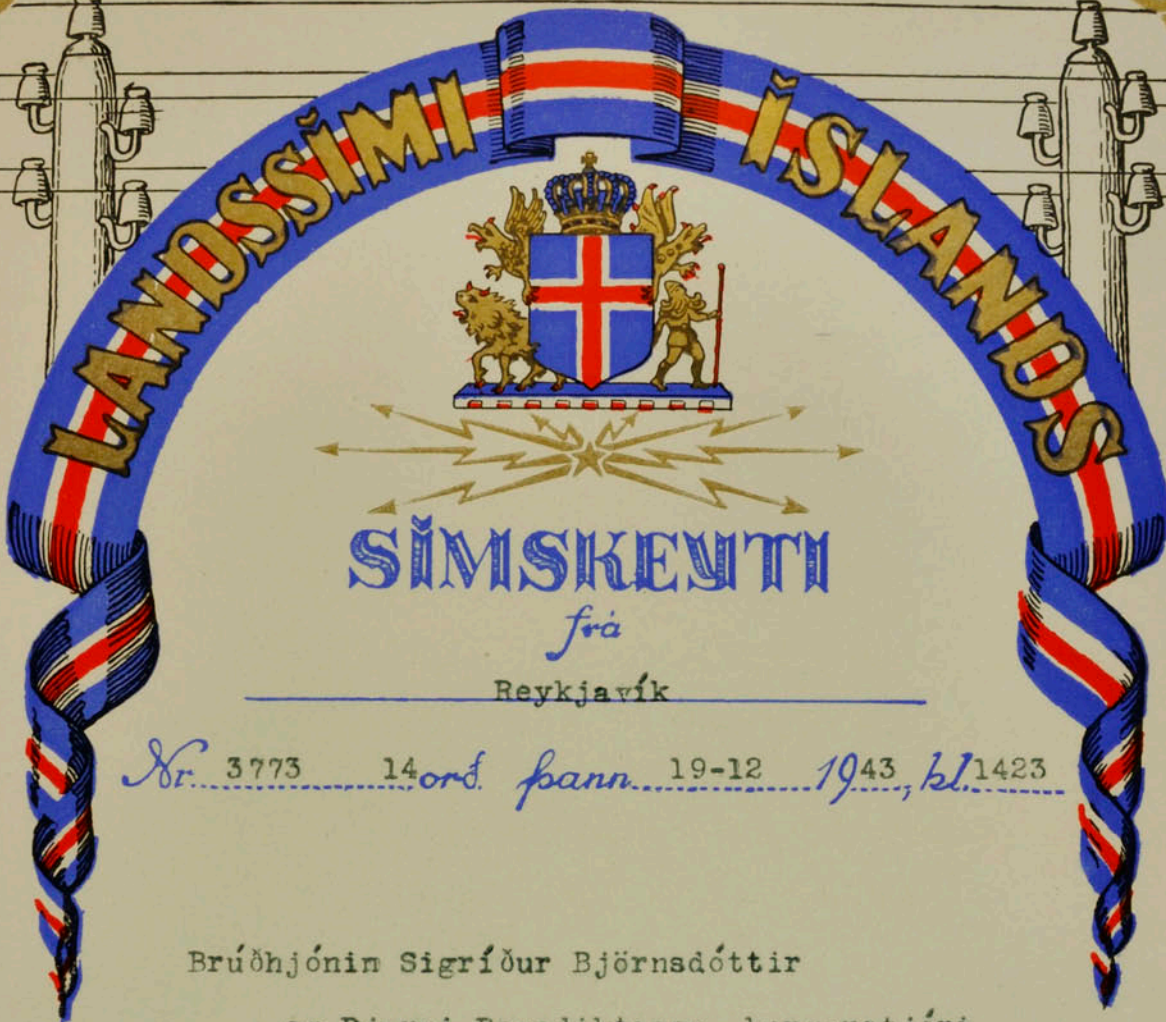 LANDSSÍMI ÍSLANDS
SÍMSKEYTI
frá
Reykjavík
Nr. 3773 14 orð. þann 19-12 1943, kl. 1423
Brúðhjónin Sigríður Björnsdóttir